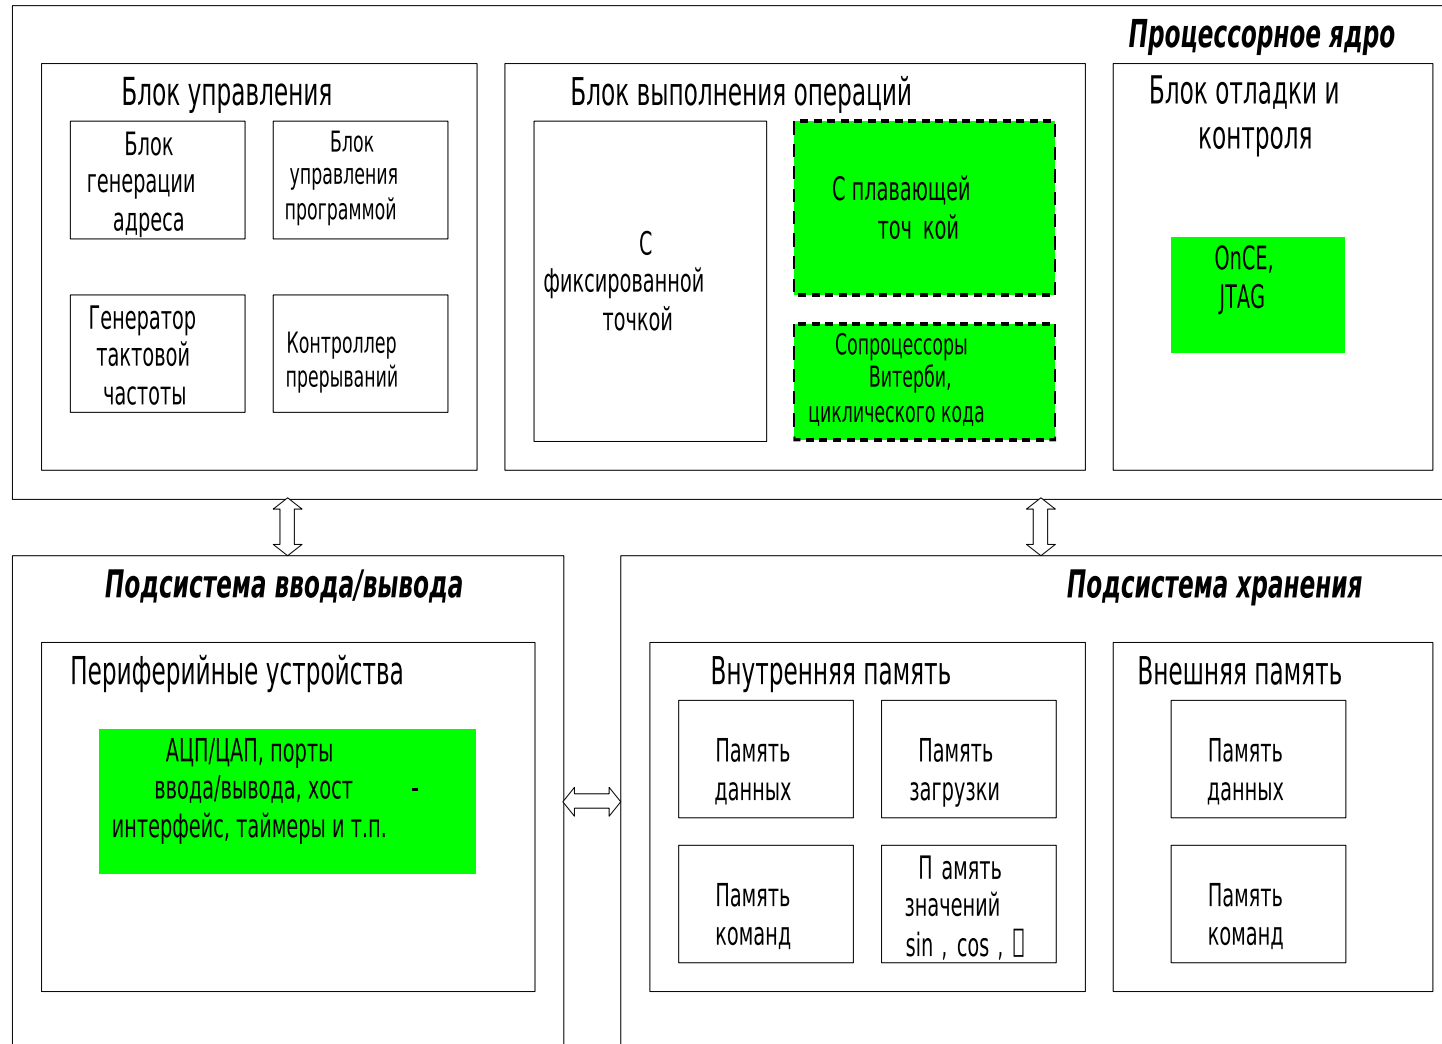 Процессорное ядро
Блок управления
Блок
генерации
адреса
Блок
управления
программой
Генератор
тактовой
частоты
Контроллер
прерываний
Блок выполнения операций
С
фиксированной
точкой
С плавающей
точ кой
Сопроцессоры
Витерби,
циклического кода
Блок отладки и
контроля
OnCE,
JTAG
Подсистема ввода/вывода
Периферийные устройства
АЦП/ЦАП, порты
ввода/вывода, хост -
интерфейс, таймеры и т.п.
Подсистема хранения
Внутренняя память
Память
данных
Память
загрузки
Память
команд
П амять
значений
sin , cos ,
Внешняя память
Память
данных
Память
команд